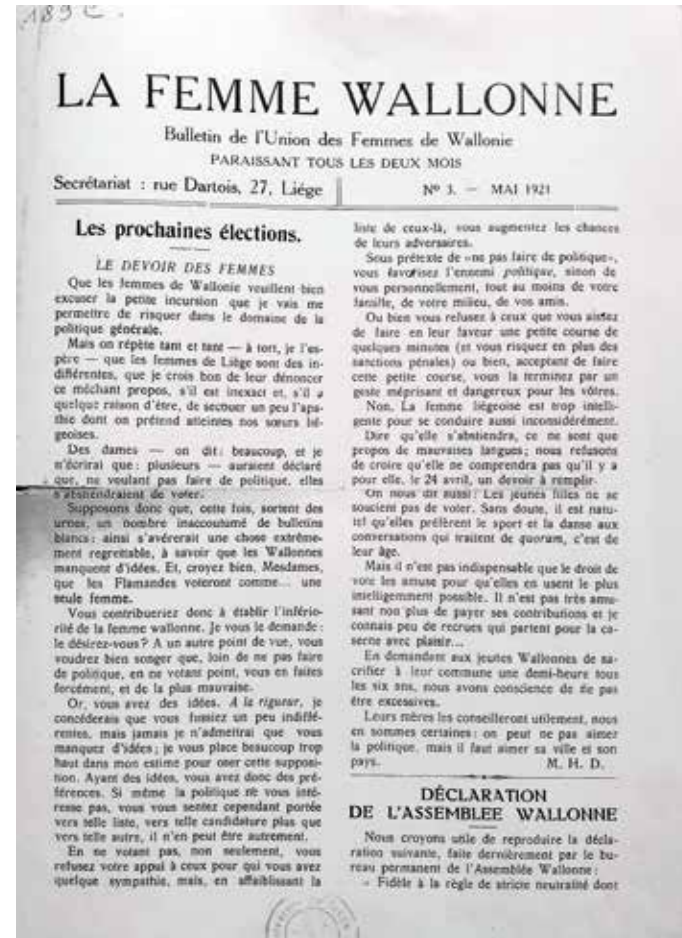 189 C.
LA FEMME WALLONNE
Bulletin de l'Union des Femmes de Wallonie
PARAISSANT TOUS LES DEUX MOIS
Secrétariat : rue Dartois, 27, Liége
Nº 3. — MAI 1921
Les prochaines élections.
LE DEVOIR DES FEMMES
Que les femmes de Wallonie veuillent bien
excuser la petite incursion que je vais me
permettre de risquer dans le domaine de la
politique générale.
Mais on répète tant et tant — à tort, je l'es-
père — que les femmes de Liége sont des in-
différentes, que je crois bon de leur dénoncer
ce méchant propos, s'il est inexact et, s'il a
quelque raison d'être, de secouer un peu l'apa-
thie dont on prétend atteintes nos sœurs lié-
geoises.
Des dames — on dit : beaucoup, et je
n'écrirai que : plusieurs — auraient déclaré
que, ne voulant pas faire de politique, elles
s'abstiendraient de voter.
Supposons donc que, cette fois, sortent des
urnes, un nombre inaccoutumé de bulletins
blancs : ainsi s'avérerait une chose extrême-
ment regrettable, à savoir que les Wallonnes
manquent d'idées. Et, croyez bien, Mesdames,
que les Flamandes voteront comme... une
seule femme.
Vous contribueriez donc à établir l'infério-
rité de la femme wallonne. Je vous le demande :
le désirez-vous ? A un autre point de vue, vous
voudrez bien songer que, loin de ne pas faire
de politique, en ne votant point, vous en faites
forcément, et de la plus mauvaise.
Or, vous avez des idées. A la rigueur, je
concéderais que vous fussiez un peu indiffé-
rentes, mais jamais je n'admettrai que vous
manquez d'idées ; je vous place beaucoup trop
haut dans mon estime pour oser cette supposi-
tion. Ayant des idées, vous avez donc des pré-
férences. Si même la politique ne vous inté-
resse pas, vous vous sentez cependant portée
vers telle liste, vers telle candidature plus que
vers telle autre, il n'en peut être autrement.
En ne votant pas, non seulement, vous
refusez votre appui à ceux pour qui vous avez
quelque sympathie, mais, en affaiblissant la
liste de ceux-là, vous augmentez les chances
de leurs adversaires.
Sous prétexte de «ne pas faire de politique»,
vous favorisez l'ennemi politique, sinon de
vous personnellement, tout au moins de votre
famille, de votre milieu, de vos amis.
Ou bien vous refusez à ceux que vous aimez
de faire en leur faveur une petite course de
quelques minutes (et vous risquez en plus des
sanctions pénales) ou bien, acceptant de faire
cette petite course, vous la terminez par un
geste méprisant et dangereux pour les vôtres.
Non. La femme liégeoise est trop intelli-
gente pour se conduire aussi inconsidérément.
Dire qu'elle s'abstiendra, ce ne sont que
propos de mauvaises langues ; nous refusons
de croire qu'elle ne comprendra pas qu'il y a
pour elle, le 24 avril, un devoir à remplir.
On nous dit aussi : Les jeunes filles ne se
soucient pas de voter. Sans doute, il est natu-
rel qu'elles préfèrent le sport et la danse aux
conversations qui traitent de quorum, c'est de
leur âge.
Mais il n'est pas indispensable que le droit de
vote les amuse pour qu'elles en usent le plus
intelligemment possible. Il n'est pas très amu-
sant non plus de payer ses contributions et je
connais peu de recrues qui partent pour la ca-
serne avec plaisir...
En demandant aux jeunes Wallonnes de sa-
crifier à leur commune une demi-heure tous
les six ans, nous avons conscience de ne pas
être excessives.
Leurs mères les conseilleront utilement, nous
en sommes certaines : on peut ne pas aimer
la politique, mais il faut aimer sa ville et son
pays. M. H. D.
DÉCLARATION
DE L'ASSEMBLEE WALLONNE
Nous croyons utile de reproduire la décla-
ration suivante, faite dernièrement par le bu-
reau permanent de l'Assemblée Wallonne :
« Fidèle à la règle de stricte neutralité dont